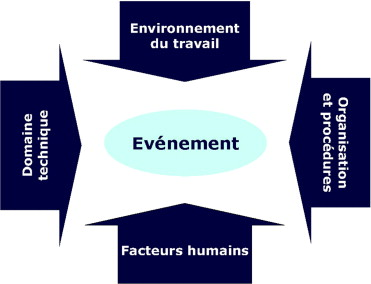 Environnement
du travail
Domaine
technique
Evénement
Organisation
et procédures
Facteurs humains